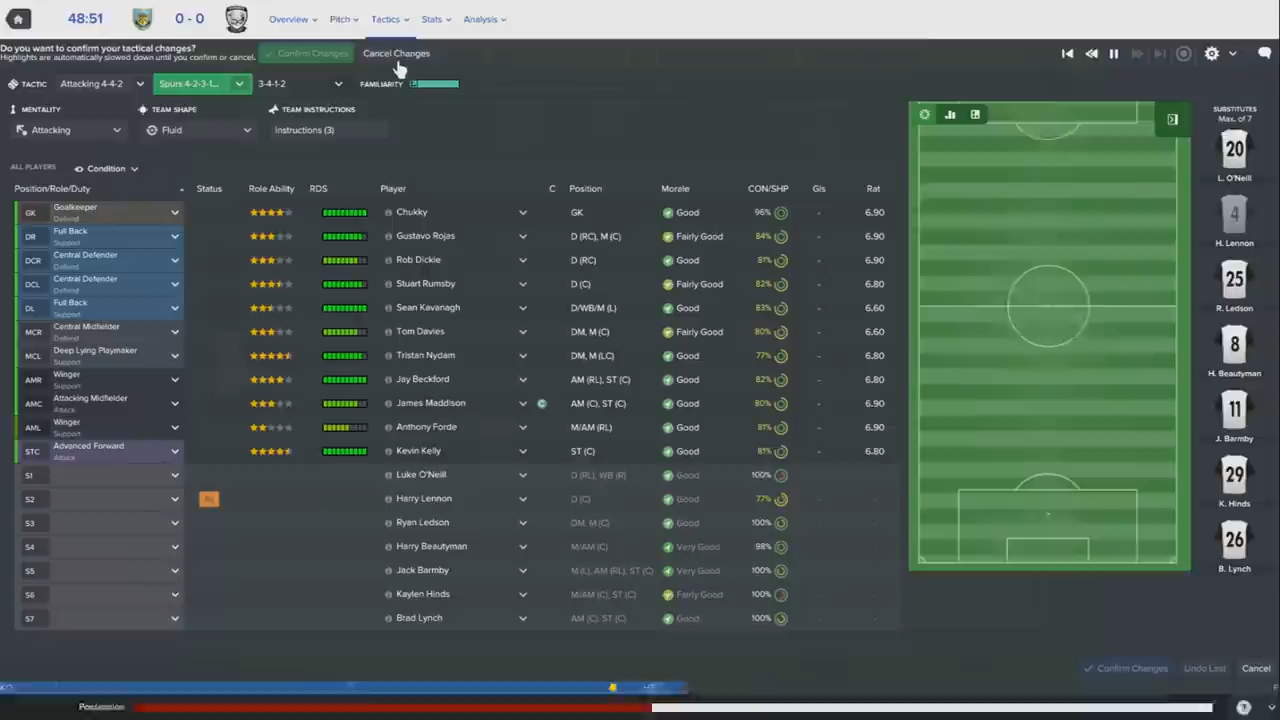 48:51 0 - 0 Overview Pitch Tactics Stats Analysis
Do you want to confirm your tactical changes?
Highlights are automatically slowed down until you confirm or cancel.
Confirm Changes Cancel Changes
TACTIC Attacking 4-4-2 Spurs 4-2-3-1... 3-4-1-2 FAMILIARITY
MENTALITY TEAM SHAPE TEAM INSTRUCTIONS
Attacking Fluid Instructions (3)
ALL PLAYERS Condition
Position/Role/Duty Status Role Ability RDS Player C Position Morale CON/SHP Gls Rat
GK Goalkeeper Defend Chukky GK Good 96% - 6.90
DR Full Back Support Gustavo Rojas D (RC), M (C) Fairly Good 84% - 6.90
DCR Central Defender Defend Rob Dickie D (RC) Good 81% - 6.90
DCL Central Defender Defend Stuart Rumsby D (C) Fairly Good 82% - 6.80
DL Full Back Support Sean Kavanagh D/WB/M (L) Good 83% - 6.60
MCR Central Midfielder Defend Tom Davies DM, M (C) Fairly Good 80% - 6.60
MCL Deep Lying Playmaker Support Tristan Nydam DM, M (LC) Good 77% - 6.80
AMR Winger Support Jay Beckford AM (RL), ST (C) Good 82% - 6.80
AMC Attacking Midfielder Attack James Maddison C AM (C), ST (C) Good 80% - 6.90
AML Winger Support Anthony Forde M/AM (RL) Good 81% - 6.90
STC Advanced Forward Attack Kevin Kelly ST (C) Good 81% - 6.80
S1 Luke O'Neill D (RL), WB (R) Good 100% - -
S2 Harry Lennon D (C) Good 77% - -
S3 Ryan Ledson DM, M (C) Good 100% - -
S4 Harry Beautyman M/AM (C) Very Good 98% - -
S5 Jack Barmby M (L), AM (RL), ST (C) Very Good 100% - -
S6 Kaylen Hinds M/AM (C), ST (C) Fairly Good 100% - -
S7 Brad Lynch AM (C), ST (C) Good 100% - -
SUBSTITUTES
Max. of 7
20
L. O'NEILL
4
H. Lennon
25
R. Ledson
8
H. Beautyman
11
J. Barmby
29
K. Hinds
26
B. Lynch
Confirm Changes Undo Last Cancel
Possession